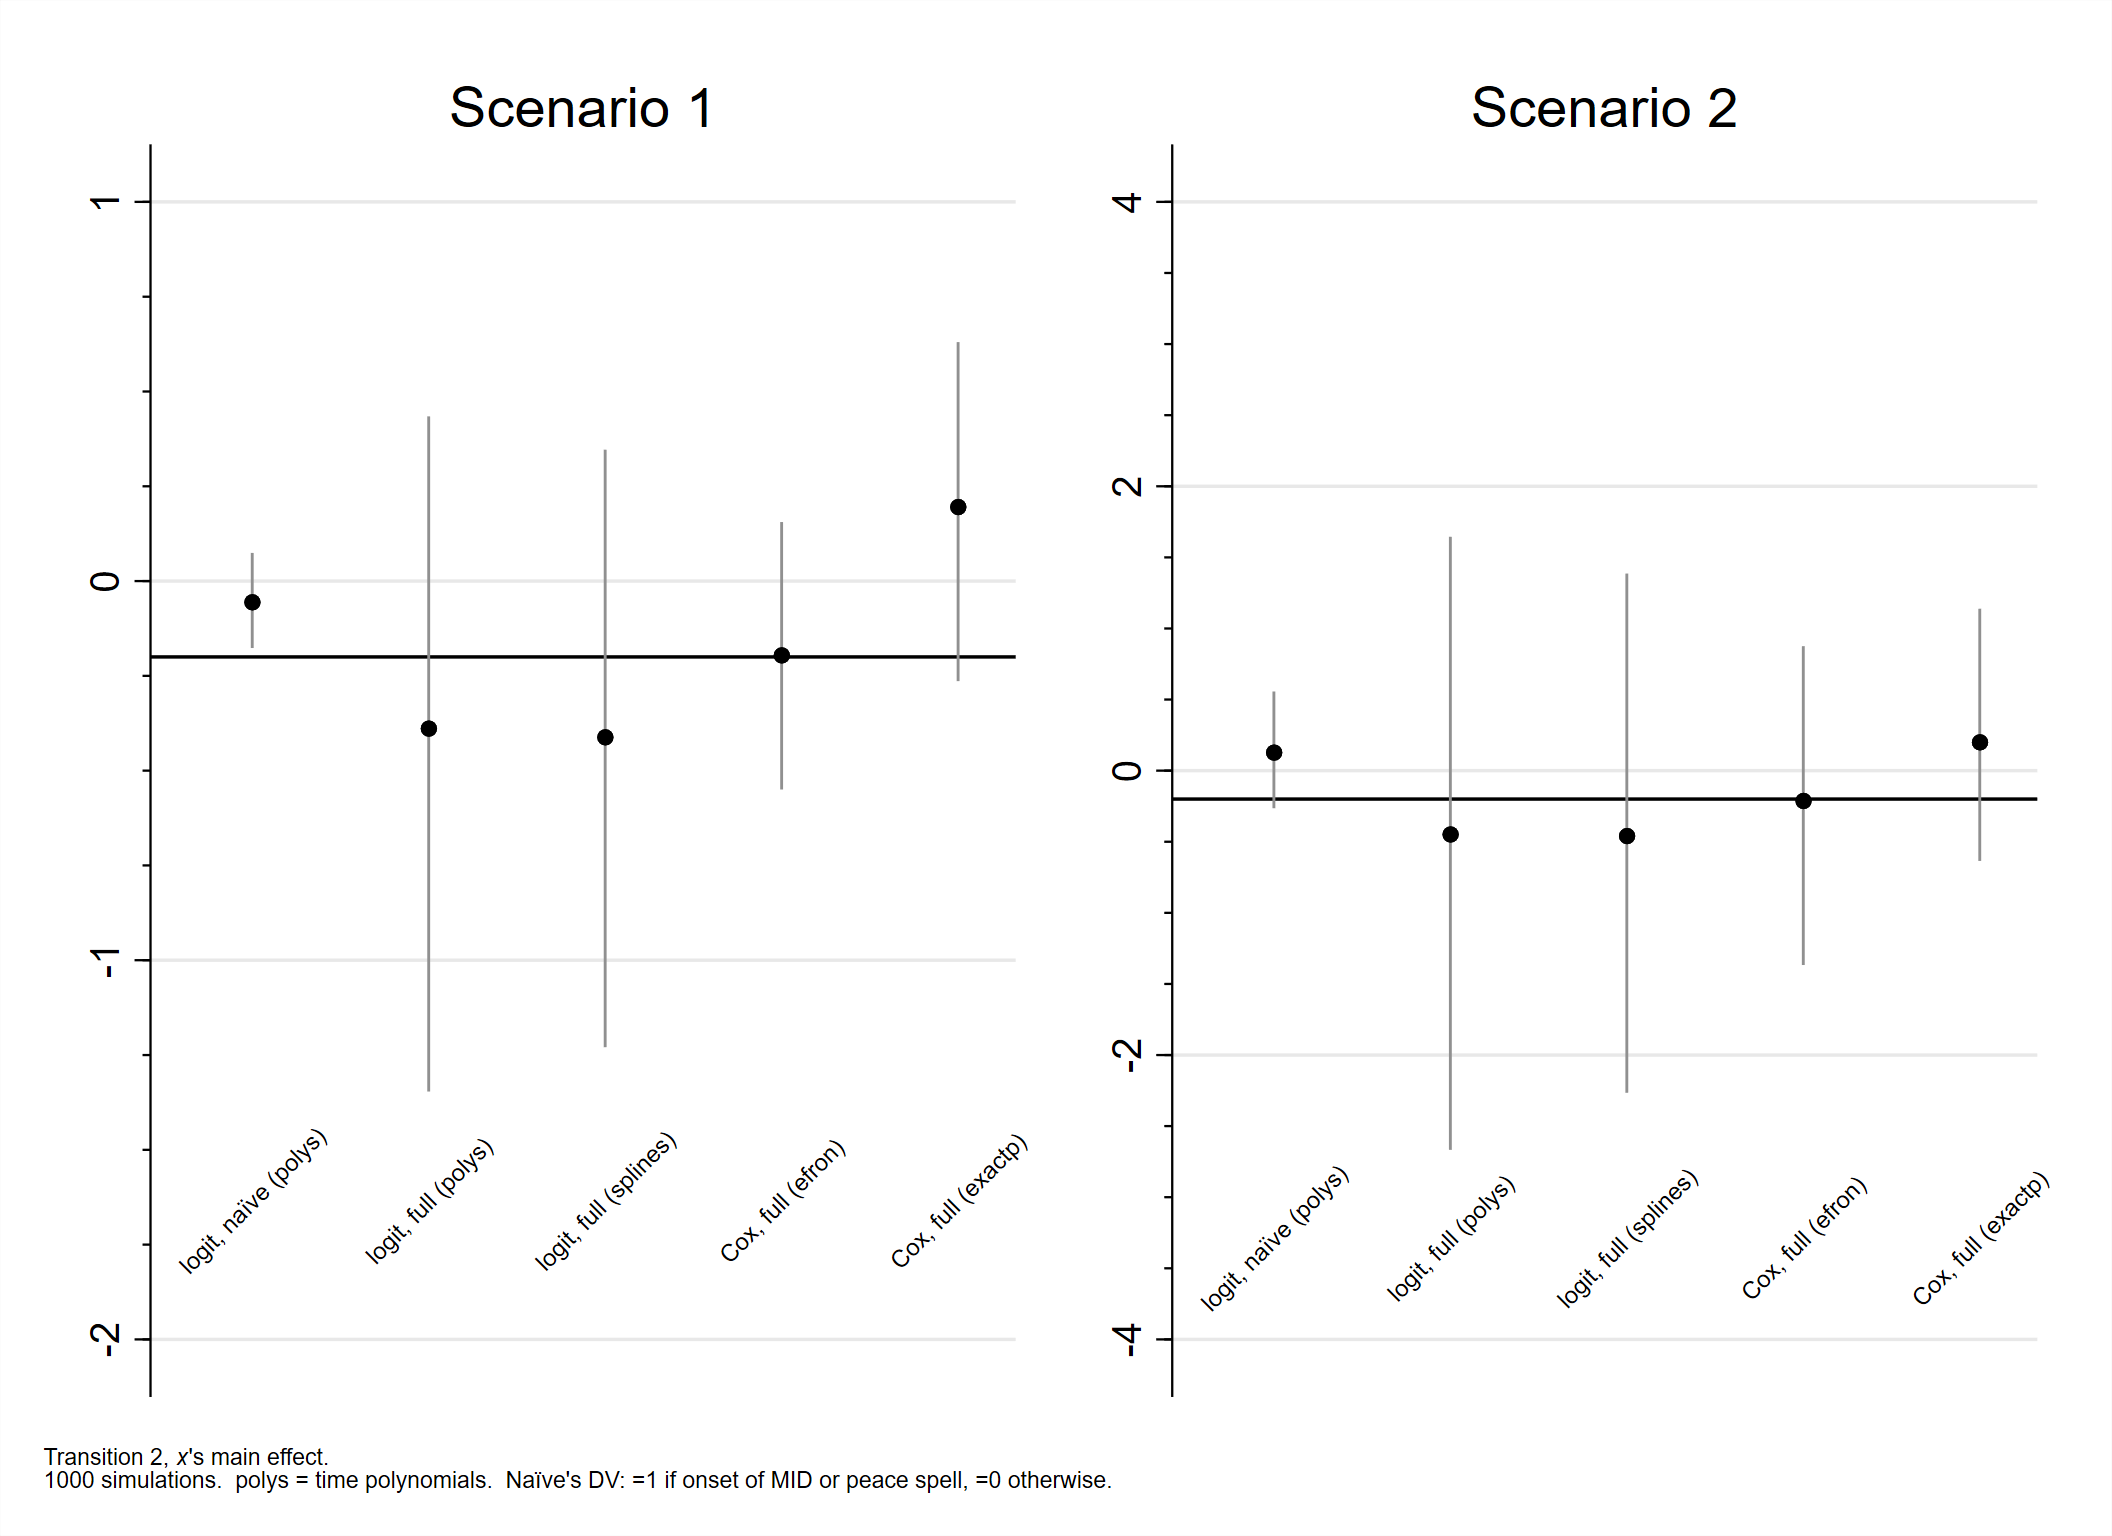 Scenario 1
1
0
-1
-2
logit, naïve (polys)
logit, full (polys)
logit, full (splines)
Cox, full (efron)
Cox, full (exactp)
Scenario 2
4
2
0
-2
-4
logit, naïve (polys)
logit, full (polys)
logit, full (splines)
Cox, full (efron)
Cox, full (exactp)
Transition 2, x's main effect.
1000 simulations.  polys = time polynomials.  Naïve's DV: =1 if onset of MID or peace spell, =0 otherwise.